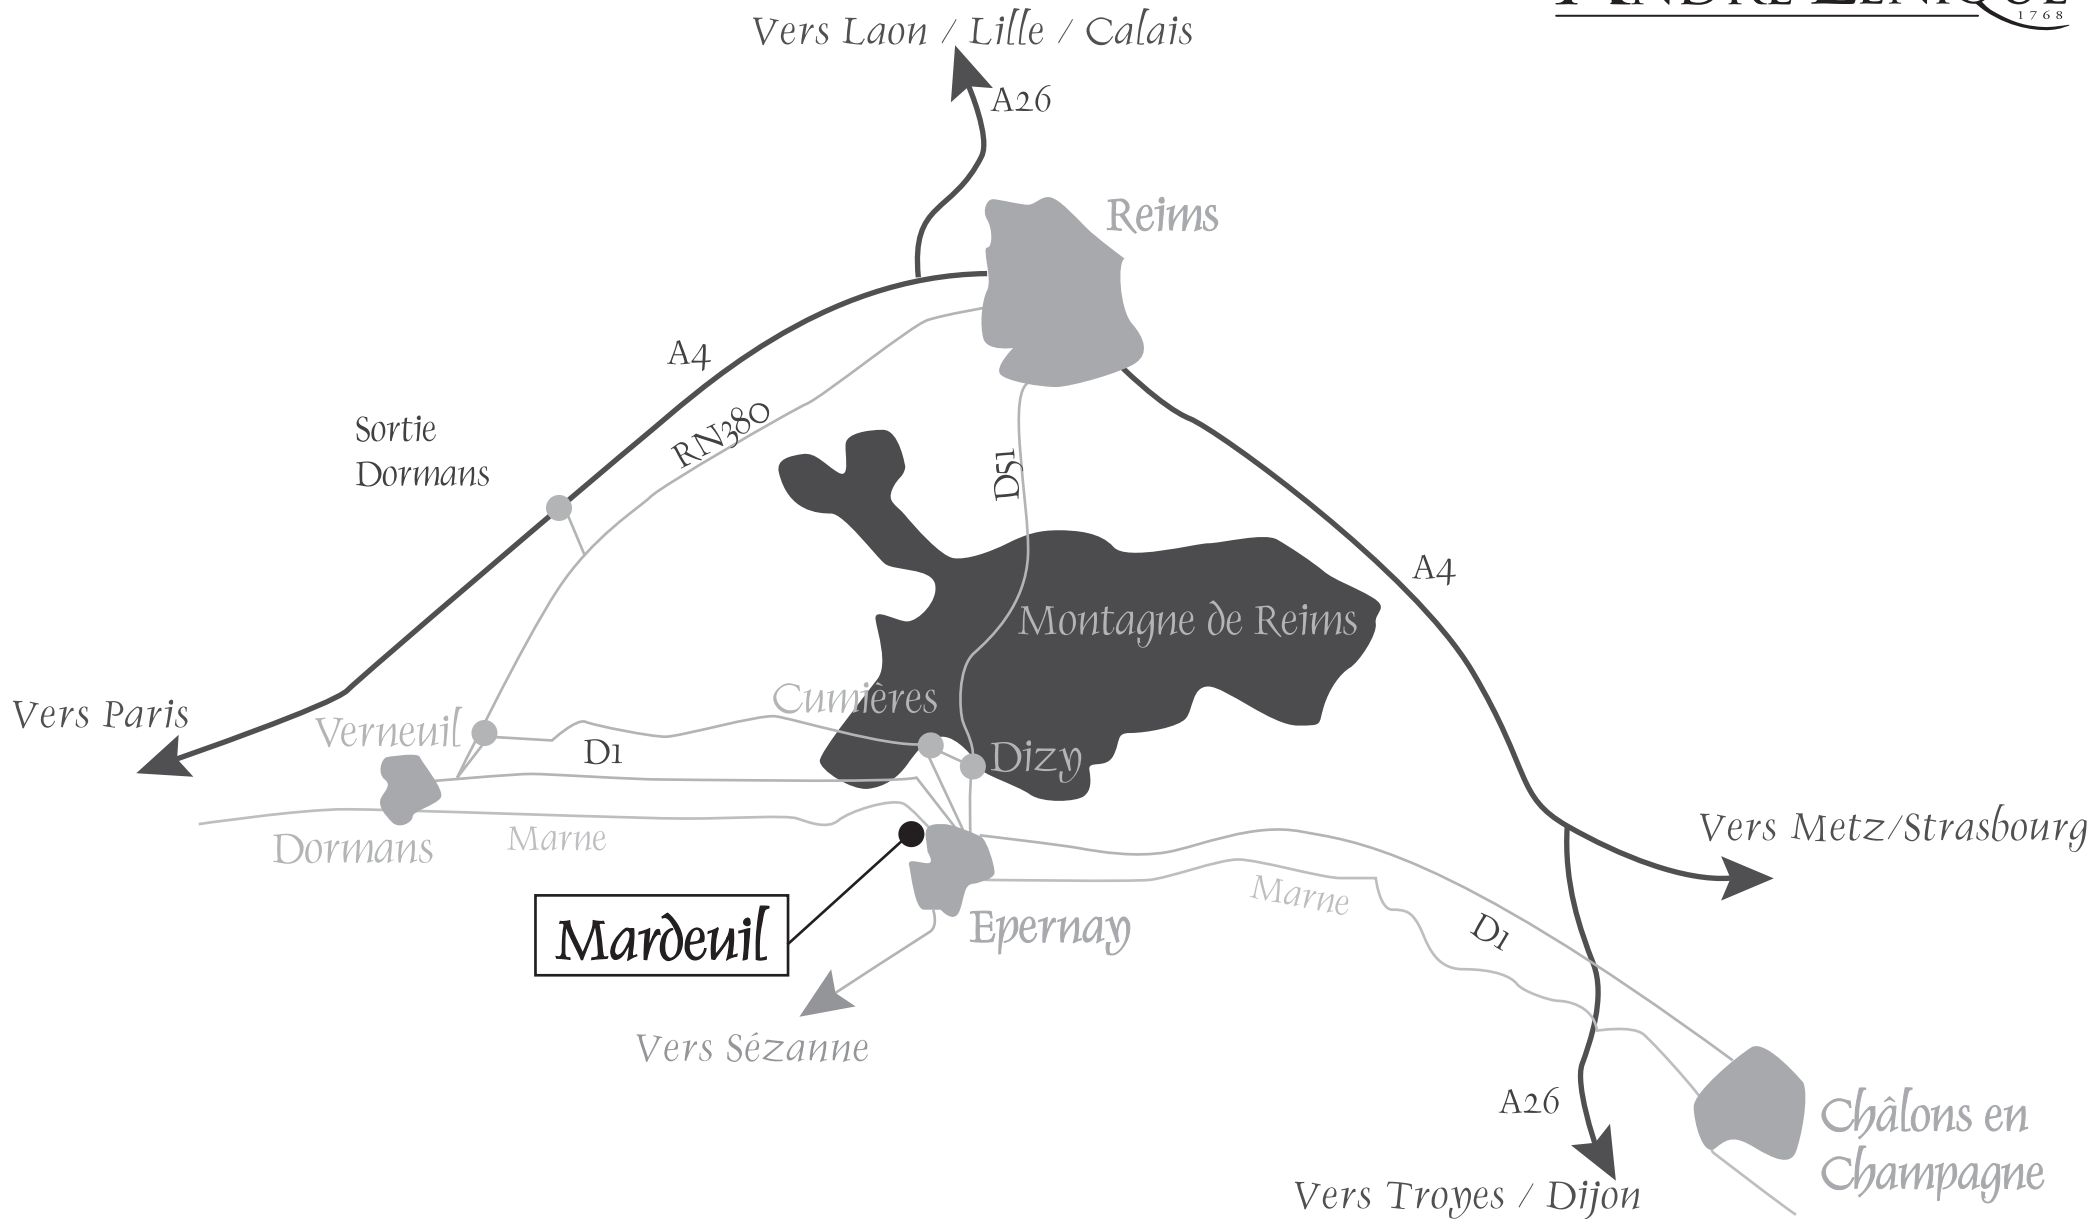 Vers Laon / Lille / Calais
1768
A26
Reims
A4
RN380
Sortie
Dormans
D51
A4
Montagne de Reims
Vers Paris
Cumières
Verneuil
D1
Dizy
Vers Metz/Strasbourg
Dormans
Marne
Marne
Mardeuil
Epernay
D1
Vers Sézanne
A26
Châlons en
Champagne
Vers Troyes / Dijon